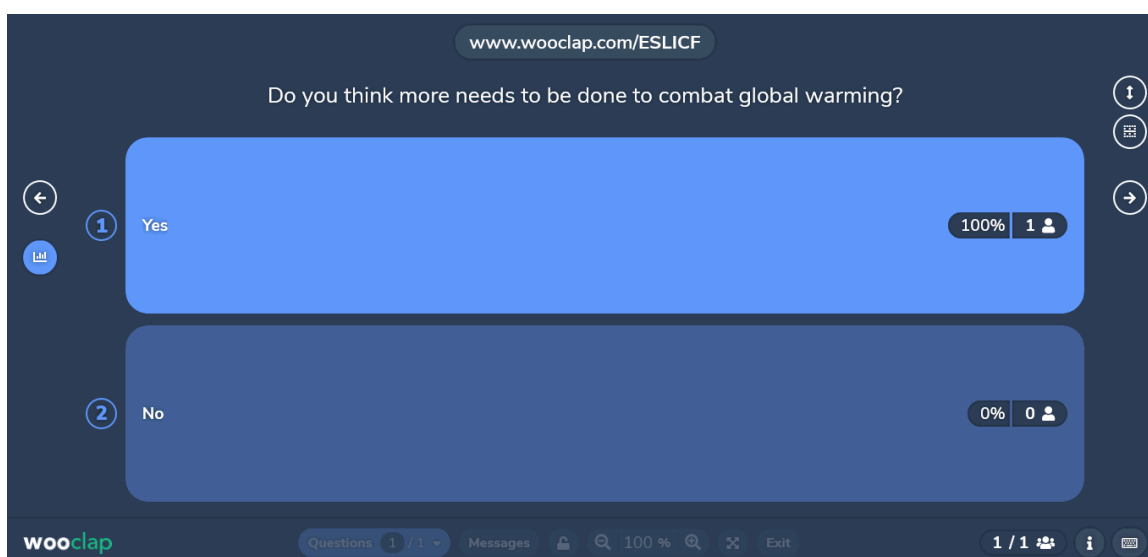 www.wooclap.com/ESLICF
Do you think more needs to be done to combat global warming?
1 Yes 100% 1
2 No 0% 0
wooclap Questions 1 / 1 Messages 100 % Exit 1 / 1 i